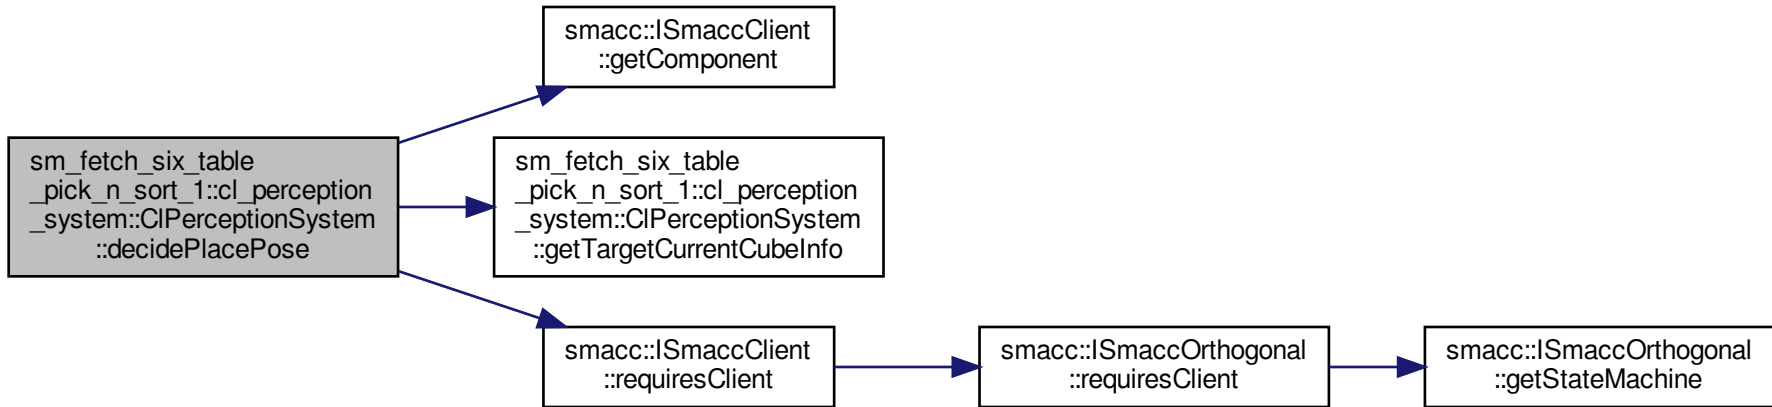 smacc::ISmaccClient
::getComponent
sm_fetch_six_table
_pick_n_sort_1::cl_perception
_system::ClPerceptionSystem
::decidePlacePose
sm_fetch_six_table
_pick_n_sort_1::cl_perception
_system::ClPerceptionSystem
::getTargetCurrentCubeInfo
smacc::ISmaccClient
::requiresClient
smacc::ISmaccOrthogonal
::requiresClient
smacc::ISmaccOrthogonal
::getStateMachine